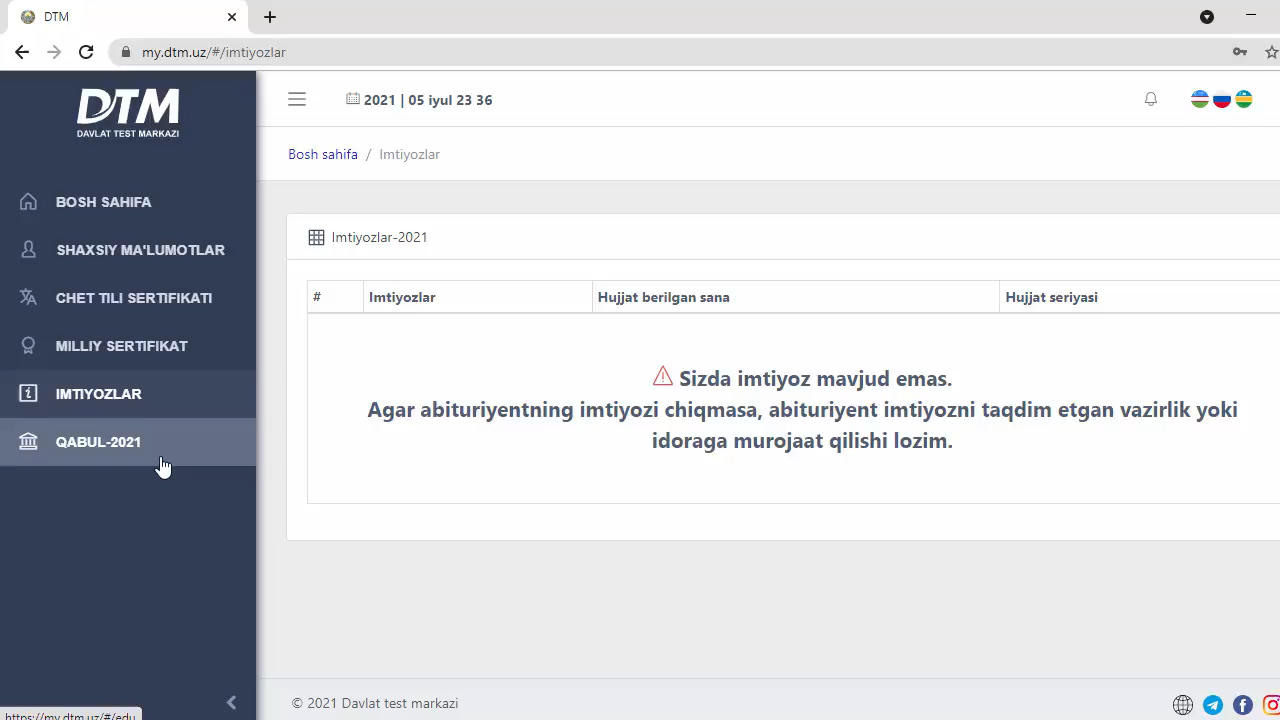 DTM
my.dtm.uz/#/imtiyozlar
DTM
DAVLAT TEST MARKAZI
2021 | 05 iyul 23 36
Bosh sahifa / Imtiyozlar
BOSH SAHIFA
SHAXSIY MA'LUMOTLAR
CHET TILI SERTIFIKATI
MILLIY SERTIFIKAT
IMTIYOZLAR
QABUL-2021
Imtiyozlar-2021
# Imtiyozlar Hujjat berilgan sana Hujjat seriyasi
Sizda imtiyoz mavjud emas.
Agar abituriyentning imtiyozi chiqmasa, abituriyent imtiyozni taqdim etgan vazirlik yoki
idoraga murojaat qilishi lozim.
© 2021 Davlat test markazi
https://my.dtm.uz/#/edu